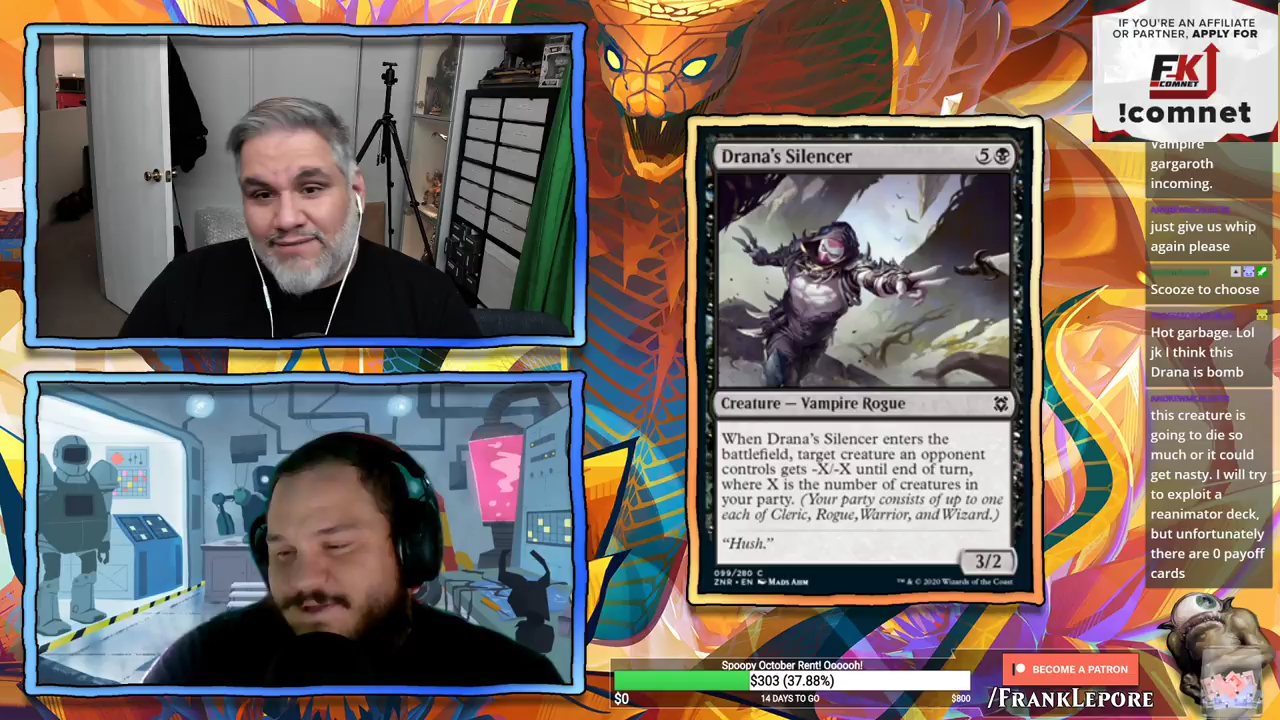 IF YOU'RE AN AFFILIATE
OR PARTNER, APPLY FOR
F2K
COMNET
!comnet
Drana's Silencer
5
Creature — Vampire Rogue
When Drana's Silencer enters the
battlefield, target creature an opponent
controls gets -X/-X until end of turn,
where X is the number of creatures in
your party. (Your party consists of up to one
each of Cleric, Rogue, Warrior, and Wizard.)
"Hush."
3/2
099/280 C
ZNR • EN Mads Ahm
™ & © 2020 Wizards of the Coast
Vampire
gargaroth
incoming.
just give us whip
again please
Scooze to choose
Hot garbage. Lol
jk I think this
Drana is bomb
this creature is
going to die so
much or it could
get nasty. I will try
to exploit a
reanimator deck,
but unfortunately
there are 0 payoff
cards
Spoopy October Rent! Oooooh!
$303 (37.88%)
$0
14 DAYS TO GO
$800
BECOME A PATRON
/FrankLepore